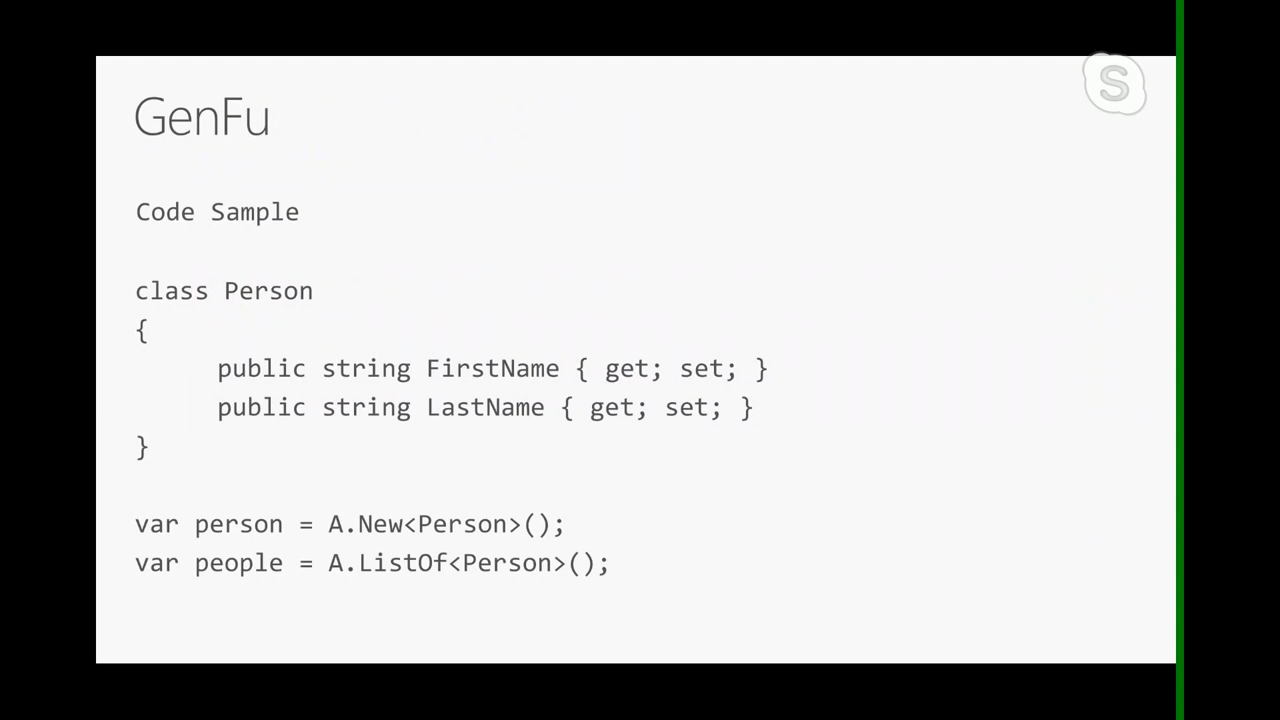 S
GenFu
Code Sample
class Person
{
public string FirstName { get; set; }
public string LastName { get; set; }
}
var person = A.New<Person>();
var people = A.ListOf<Person>();